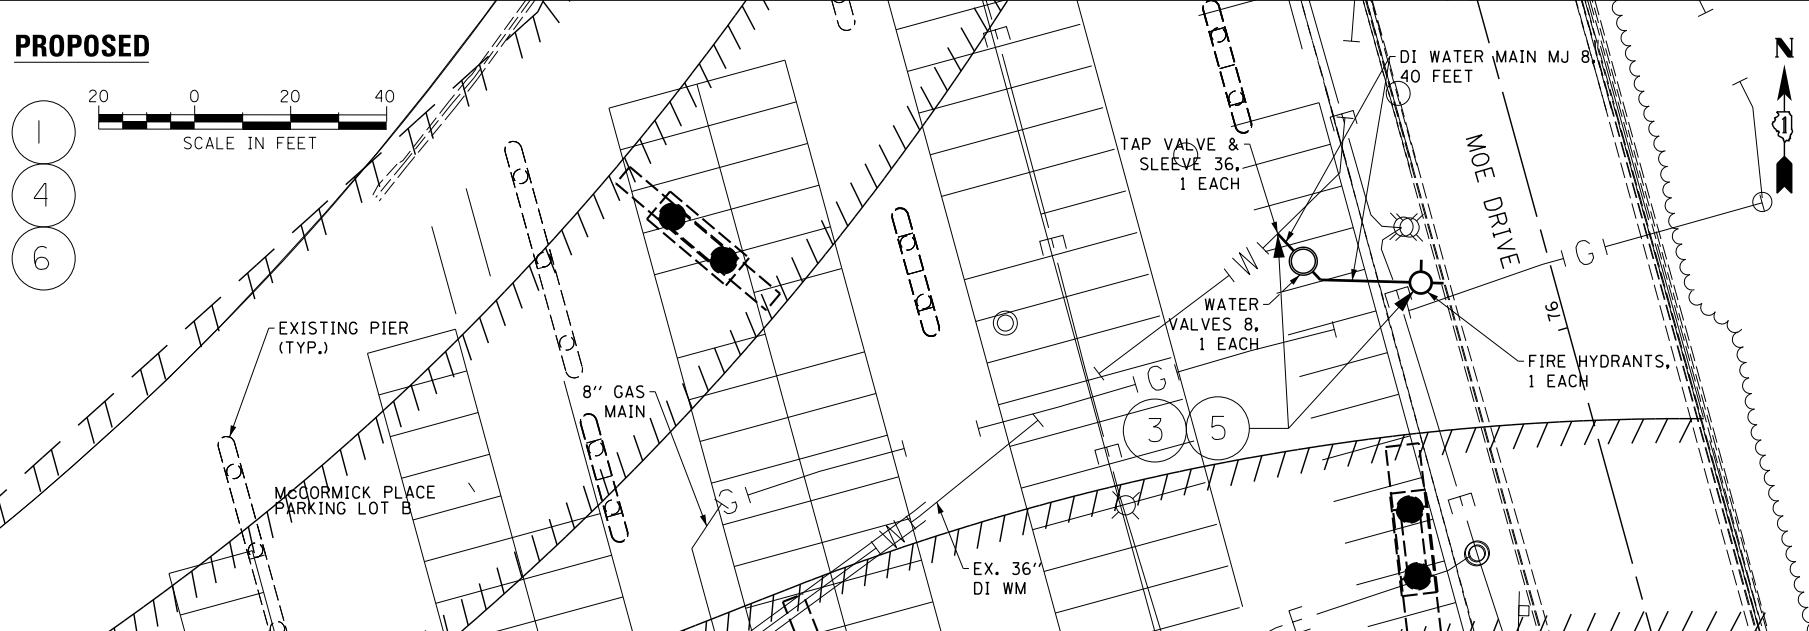 PROPOSED
20 0 20 40
SCALE IN FEET
1
4
6
N
1
DI WATER MAIN MJ 8,
40 FEET
TAP VALVE &
SLEEVE 36,
1 EACH
MOE DRIVE
W
G
WATER
VALVES 8,
1 EACH
FIRE HYDRANTS,
1 EACH
EXISTING PIER
(TYP.)
8" GAS
MAIN
G
3
5
McCORMICK PLACE
PARKING LOT B
G
W
EX. 36"
DI WM
E
E